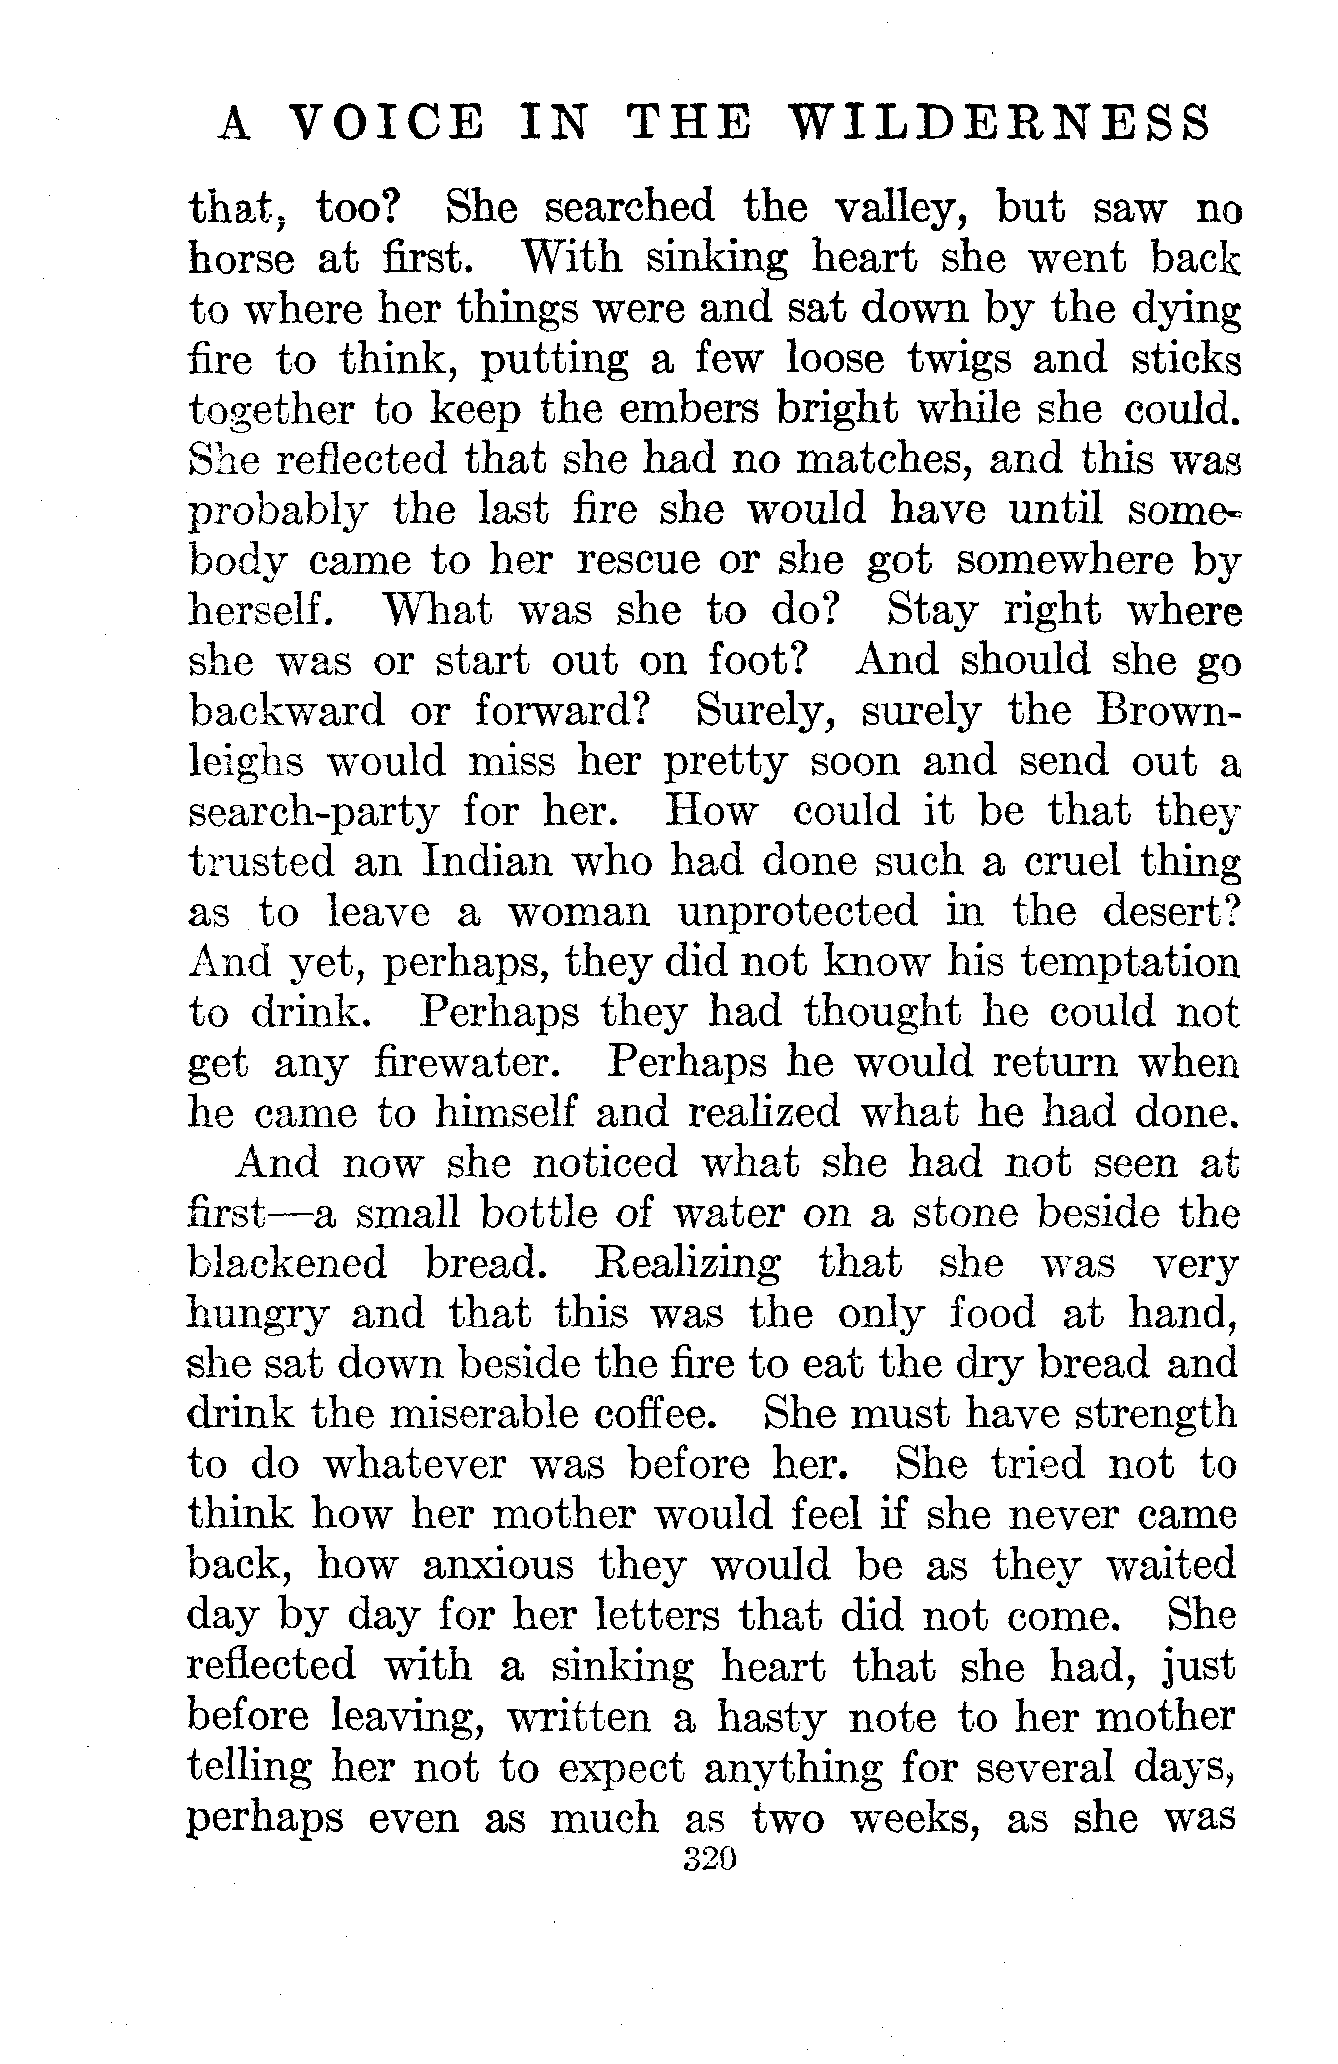 A VOICE IN THE WILDERNESS
that, too? She searched the valley, but saw no
horse at first. With sinking heart she went back
to where her things were and sat down by the dying
fire to think, putting a few loose twigs and sticks
together to keep the embers bright while she could.
She reflected that she had no matches, and this was
probably the last fire she would have until some-
body came to her rescue or she got somewhere by
herself. What was she to do? Stay right where
she was or start out on foot? And should she go
backward or forward? Surely, surely the Brown-
leighs would miss her pretty soon and send out a
search-party for her. How could it be that they
trusted an Indian who had done such a cruel thing
as to leave a woman unprotected in the desert?
And yet, perhaps, they did not know his temptation
to drink. Perhaps they had thought he could not
get any firewater. Perhaps he would return when
he came to himself and realized what he had done.
And now she noticed what she had not seen at
first—a small bottle of water on a stone beside the
blackened bread. Realizing that she was very
hungry and that this was the only food at hand,
she sat down beside the fire to eat the dry bread and
drink the miserable coffee. She must have strength
to do whatever was before her. She tried not to
think how her mother would feel if she never came
back, how anxious they would be as they waited
day by day for her letters that did not come. She
reflected with a sinking heart that she had, just
before leaving, written a hasty note to her mother
telling her not to expect anything for several days,
perhaps even as much as two weeks, as she was
320